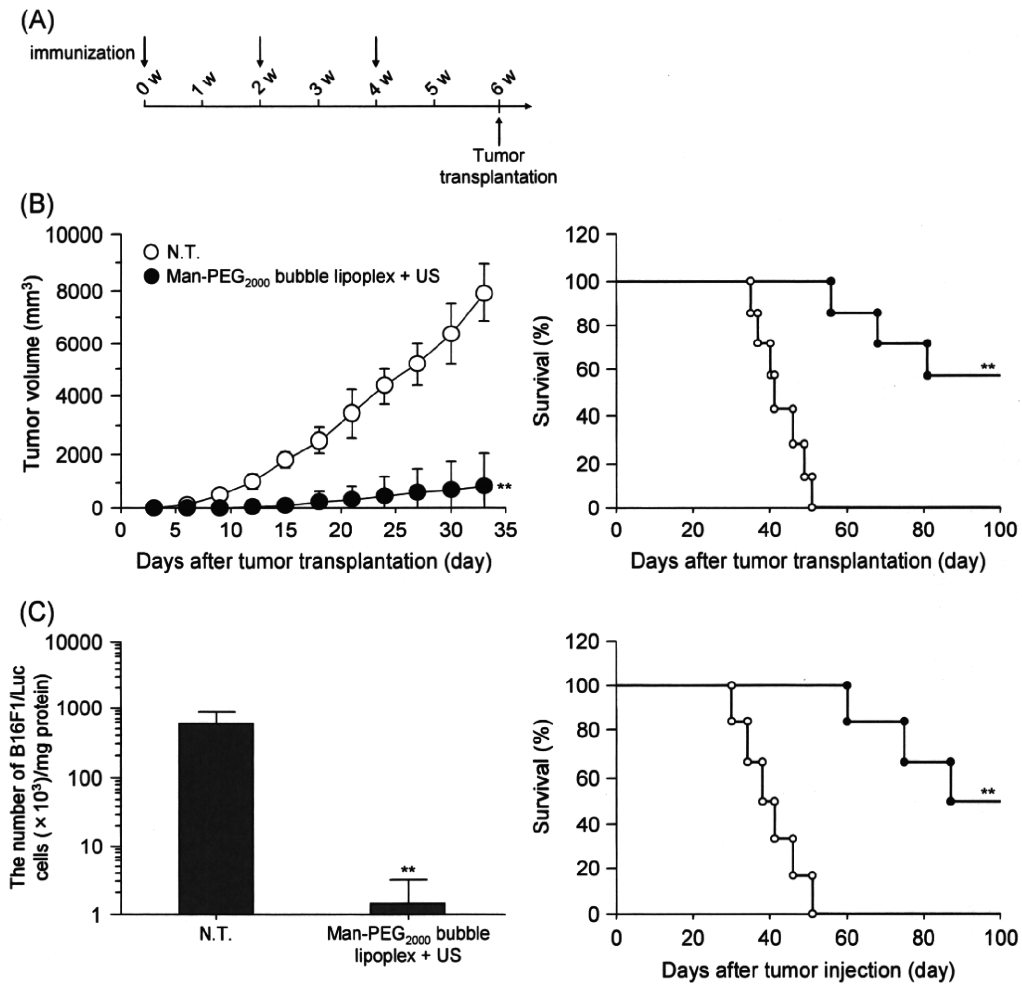 (A)
immunization
0 w
1 w
2 w
3 w
4 w
5 w
6 w
Tumor
transplantation
(B)
Tumor volume (mm³)
10000
8000
6000
4000
2000
0
N.T.
Man-PEG₂₀₀₀ bubble lipoplex + US
**
0 5 10 15 20 25 30 35
Days after tumor transplantation (day)
Survival (%)
120
100
80
60
40
20
0
**
0 20 40 60 80 100
Days after tumor transplantation (day)
(C)
The number of B16F1/Luc
cells (×10³)/mg protein)
10000
1000
100
10
1
**
N.T.
Man-PEG₂₀₀₀ bubble
lipoplex + US
Survival (%)
120
100
80
60
40
20
0
**
0 20 40 60 80 100
Days after tumor injection (day)